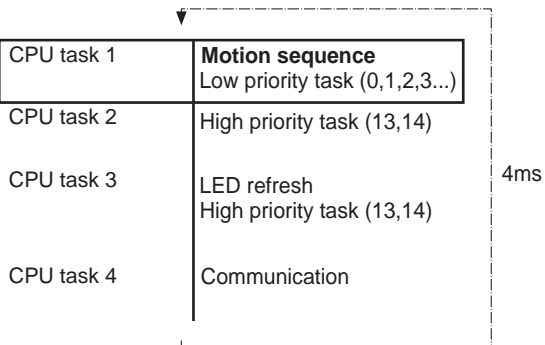 CPU task 1
Motion sequence
Low priority task (0,1,2,3...)
CPU task 2
High priority task (13,14)
CPU task 3
LED refresh
High priority task (13,14)
4ms
CPU task 4
Communication